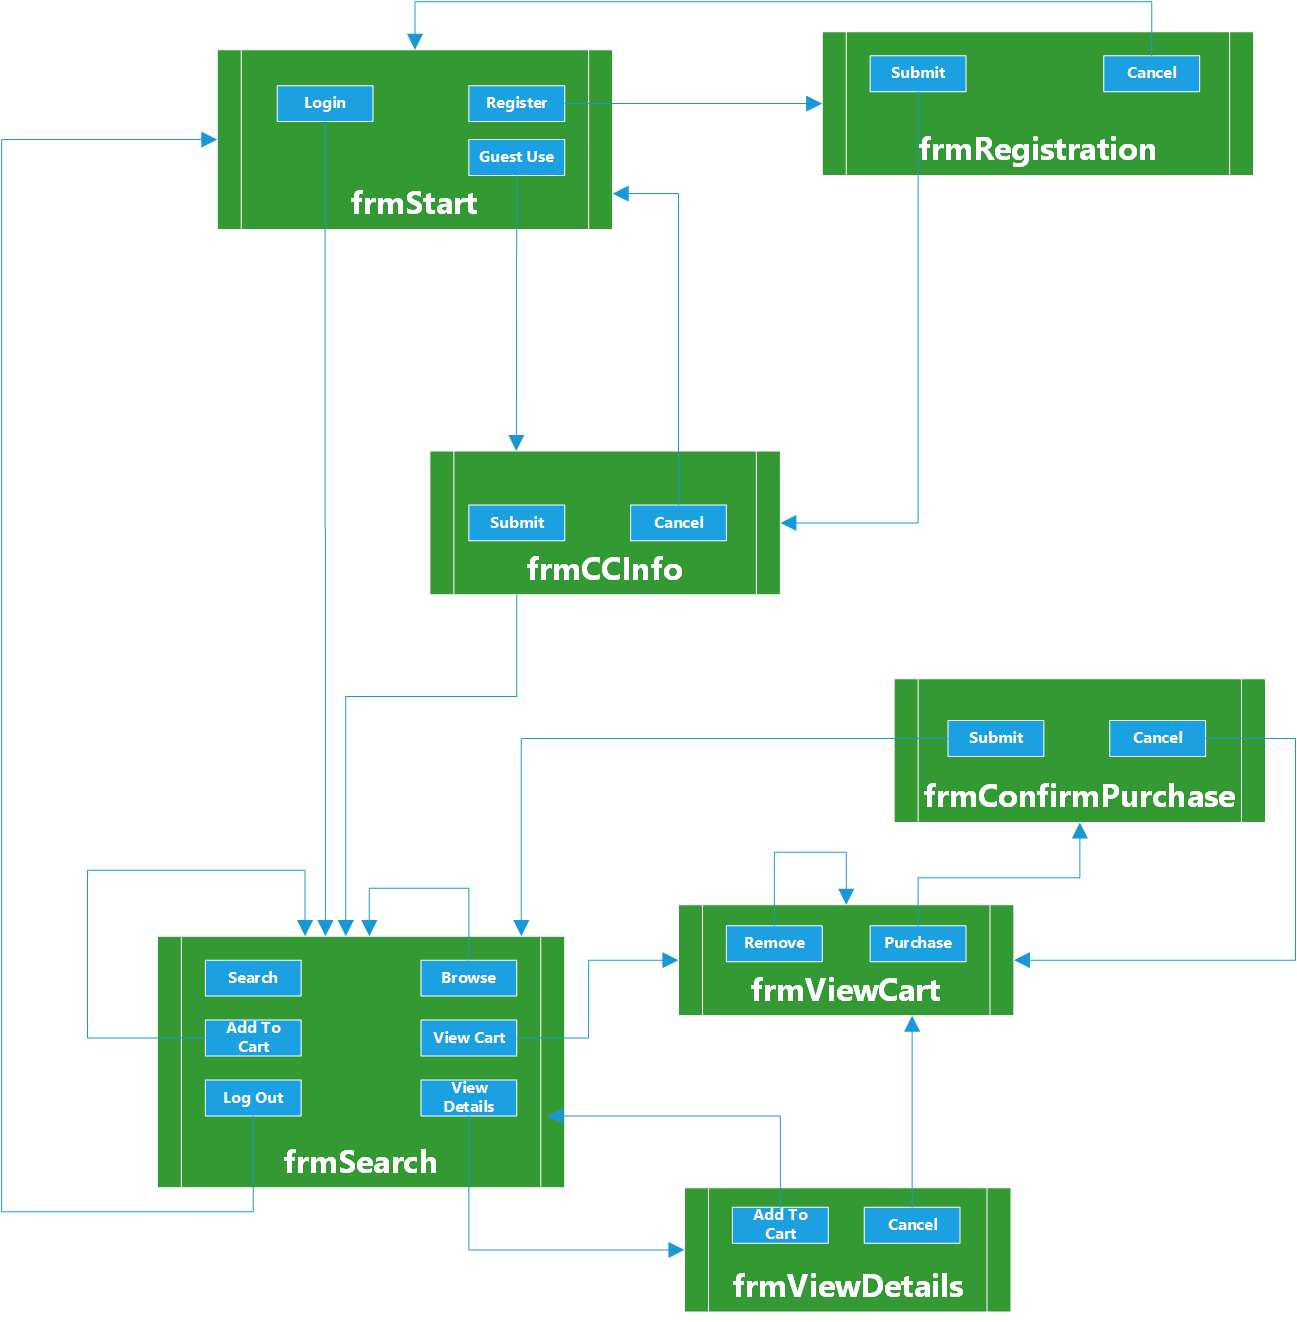 Login
Register
Guest Use
frmStart
Submit
Cancel
frmRegistration
Submit
Cancel
frmCCInfo
Submit
Cancel
frmConfirmPurchase
Remove
Purchase
frmViewCart
Search
Browse
Add To
Cart
View Cart
Log Out
View
Details
frmSearch
Add To
Cart
Cancel
frmViewDetails